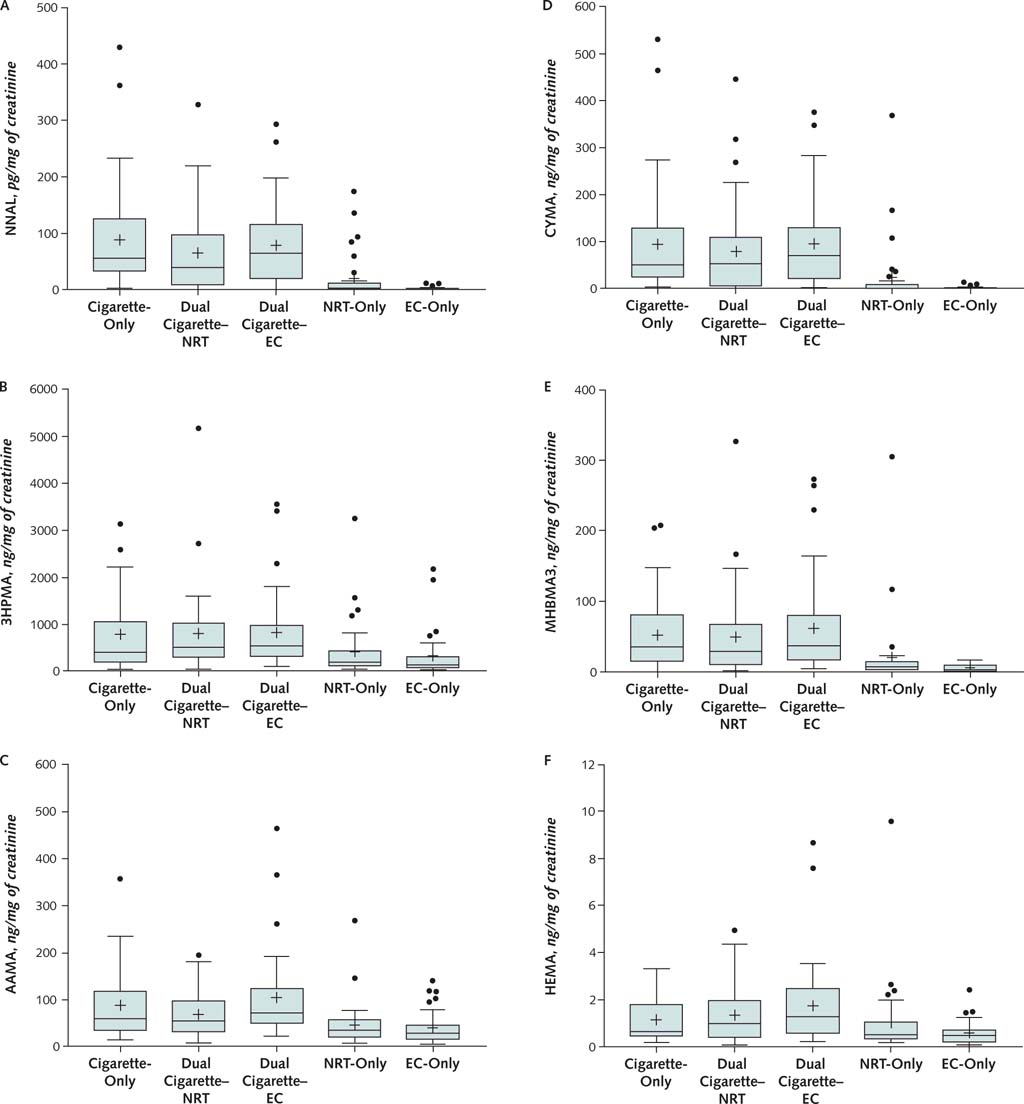 A
NNAL, pg/mg of creatinine
500
400
300
200
100
0
Cigarette-
Only
Dual
Cigarette–
NRT
Dual
Cigarette–
EC
NRT-Only
EC-Only
D
CYMA, ng/mg of creatinine
600
500
400
300
200
100
0
Cigarette-
Only
Dual
Cigarette–
NRT
Dual
Cigarette–
EC
NRT-Only
EC-Only
B
3HPMA, ng/mg of creatinine
6000
5000
4000
3000
2000
1000
0
Cigarette-
Only
Dual
Cigarette–
NRT
Dual
Cigarette–
EC
NRT-Only
EC-Only
E
MHBMA3, ng/mg of creatinine
400
300
200
100
0
Cigarette-
Only
Dual
Cigarette–
NRT
Dual
Cigarette–
EC
NRT-Only
EC-Only
C
AAMA, ng/mg of creatinine
600
500
400
300
200
100
0
Cigarette-
Only
Dual
Cigarette–
NRT
Dual
Cigarette–
EC
NRT-Only
EC-Only
F
HEMA, ng/mg of creatinine
12
10
8
6
4
2
0
Cigarette-
Only
Dual
Cigarette–
NRT
Dual
Cigarette–
EC
NRT-Only
EC-Only